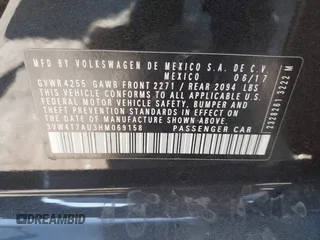 MFD BY VOLKSWAGEN DE MEXICO S.A. DE C.V.
MEXICO 06/17
GVWR 4255 GAWR FRONT 2271 / REAR 2094 LBS
THIS VEHICLE CONFORMS TO ALL APPLICABLE
FEDERAL MOTOR VEHICLE SAFETY, BUMPER AND
THEFT PREVENTION STANDARDS IN EFFECT ON
THE DATE OF MANUFACTURE SHOWN ABOVE
3VW417AU3HM069158 PASSENGER CAR
2328261 3222 M
DREAMBID